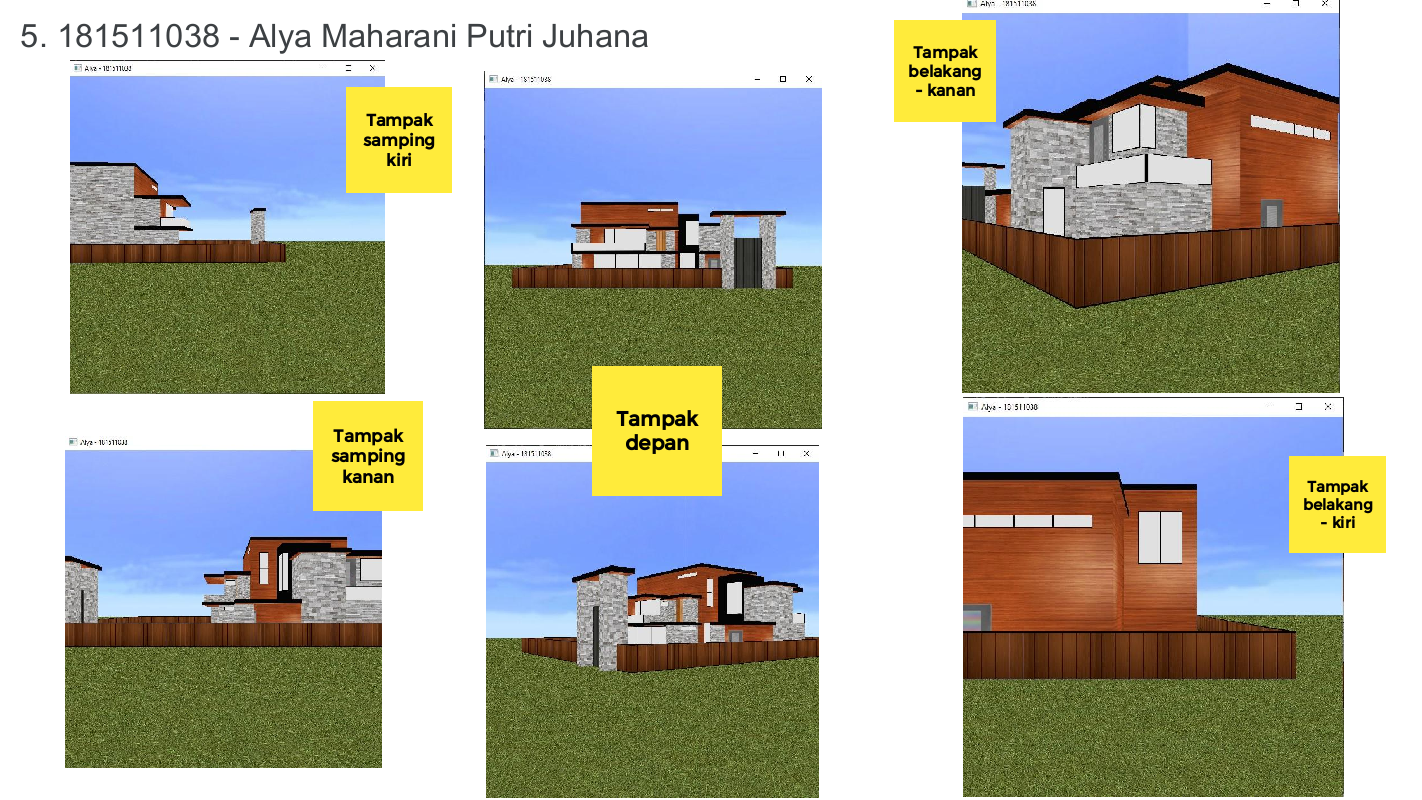 5. 181511038 - Alya Maharani Putri Juhana
Alya - 181511038
Tampak
samping
kiri
Alya - 181511038
Tampak
depan
Alya - 181511038
Tampak
belakang
- kanan
Alya - 181511038
Tampak
samping
kanan
Alya - 181511038
Alya - 181511038
Tampak
belakang
- kiri